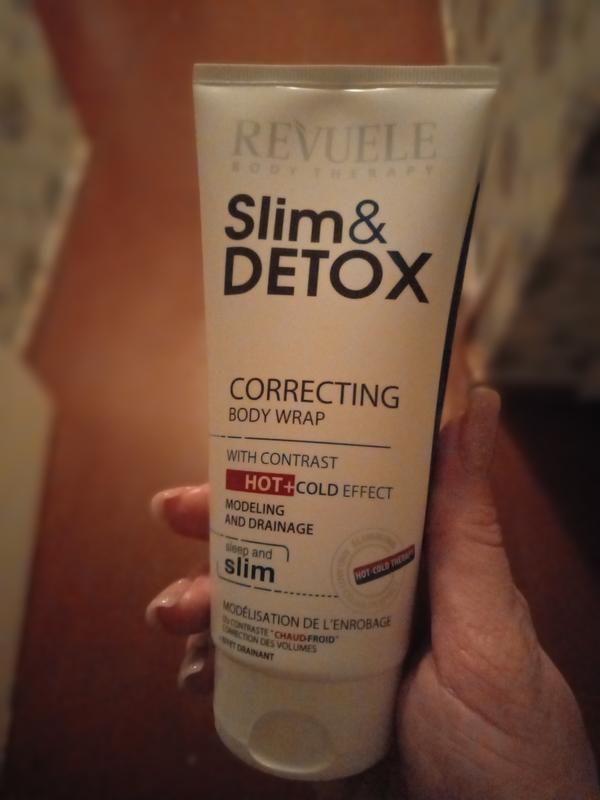 REVUELE
BODY THERAPY
Slim&
DETOX
CORRECTING
BODY WRAP
WITH CONTRAST
HOT+COLD EFFECT
MODELING
AND DRAINAGE
sleep and
slim
HOT-COLD THERAPY
MODÉLISATION DE L'ENROBAGE
DU CONTRASTE "CHAUD-FROID"
CORRECTION DES VOLUMES
EFFET DRAINANT